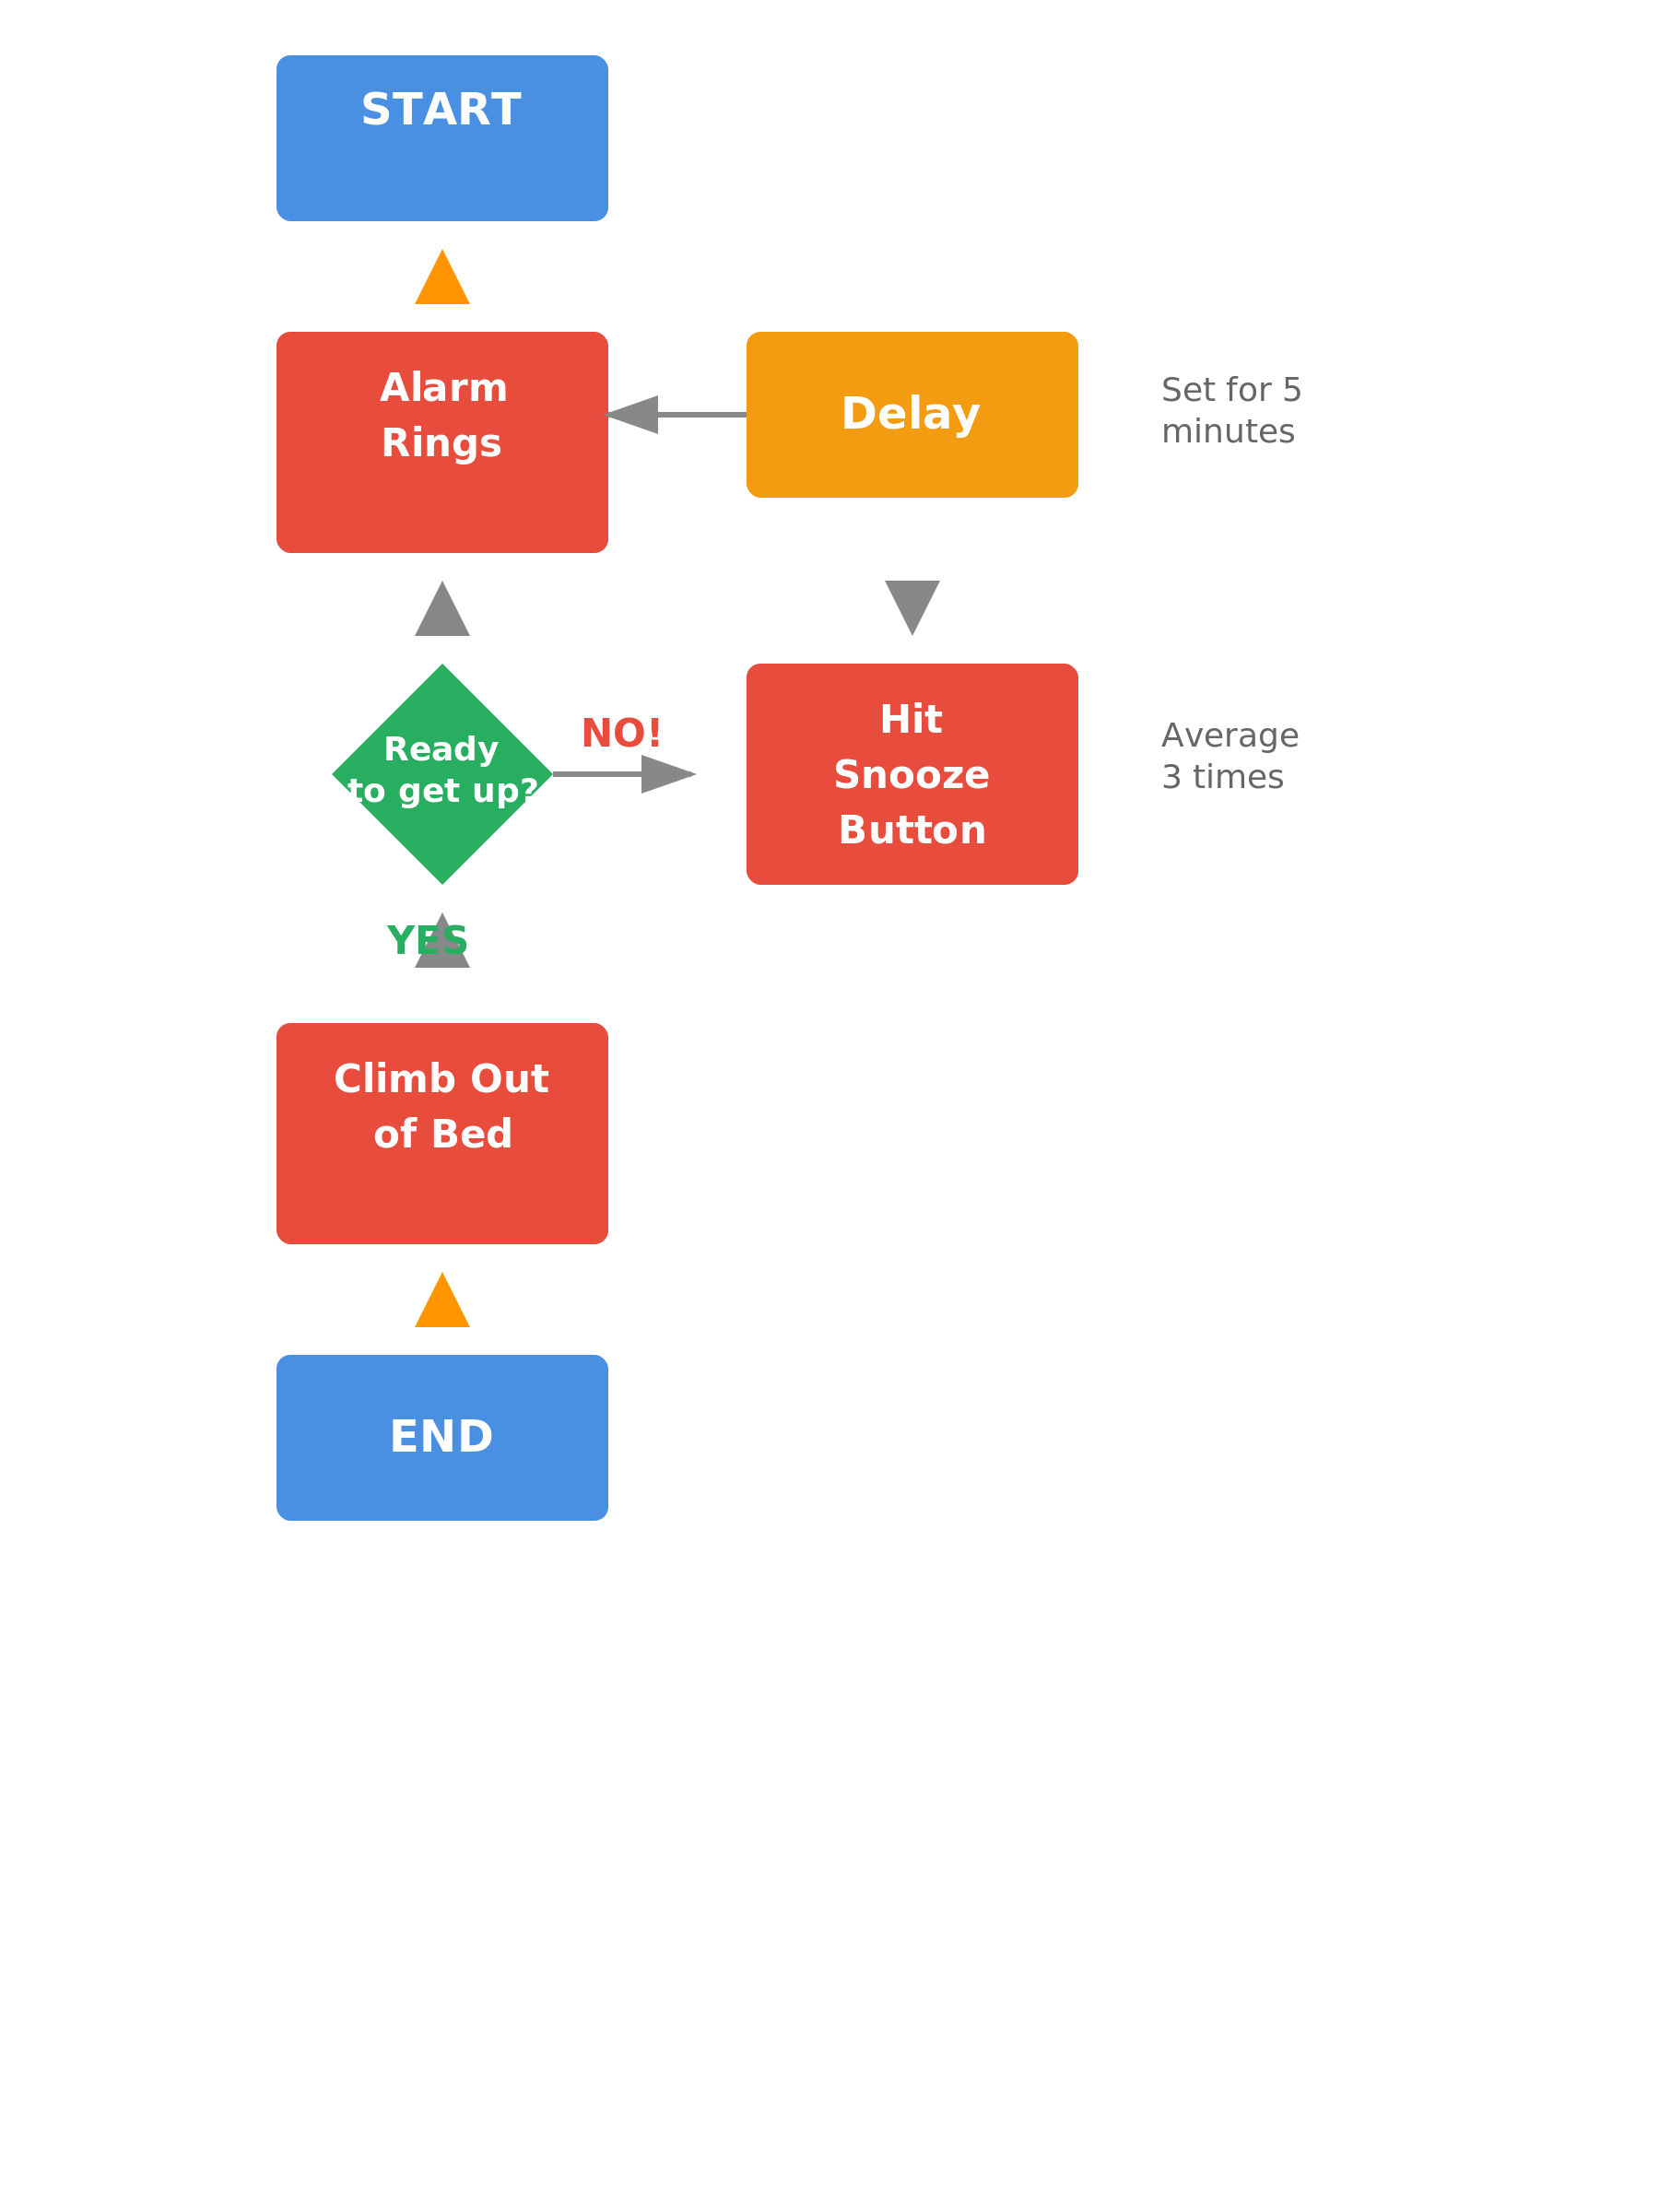 START
Alarm
Rings
Delay
Set for 5
minutes
Ready
to get up?
NO!
Hit
Snooze
Button
Average
3 times
YES
Climb Out
of Bed
END